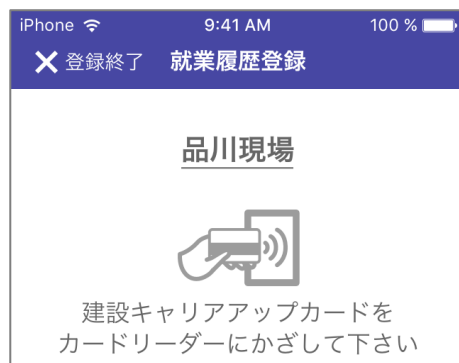 iPhone 9:41 AM 100 %
登録終了 就業履歴登録
品川現場
建設キャリアアップカードを
カードリーダーにかざして下さい